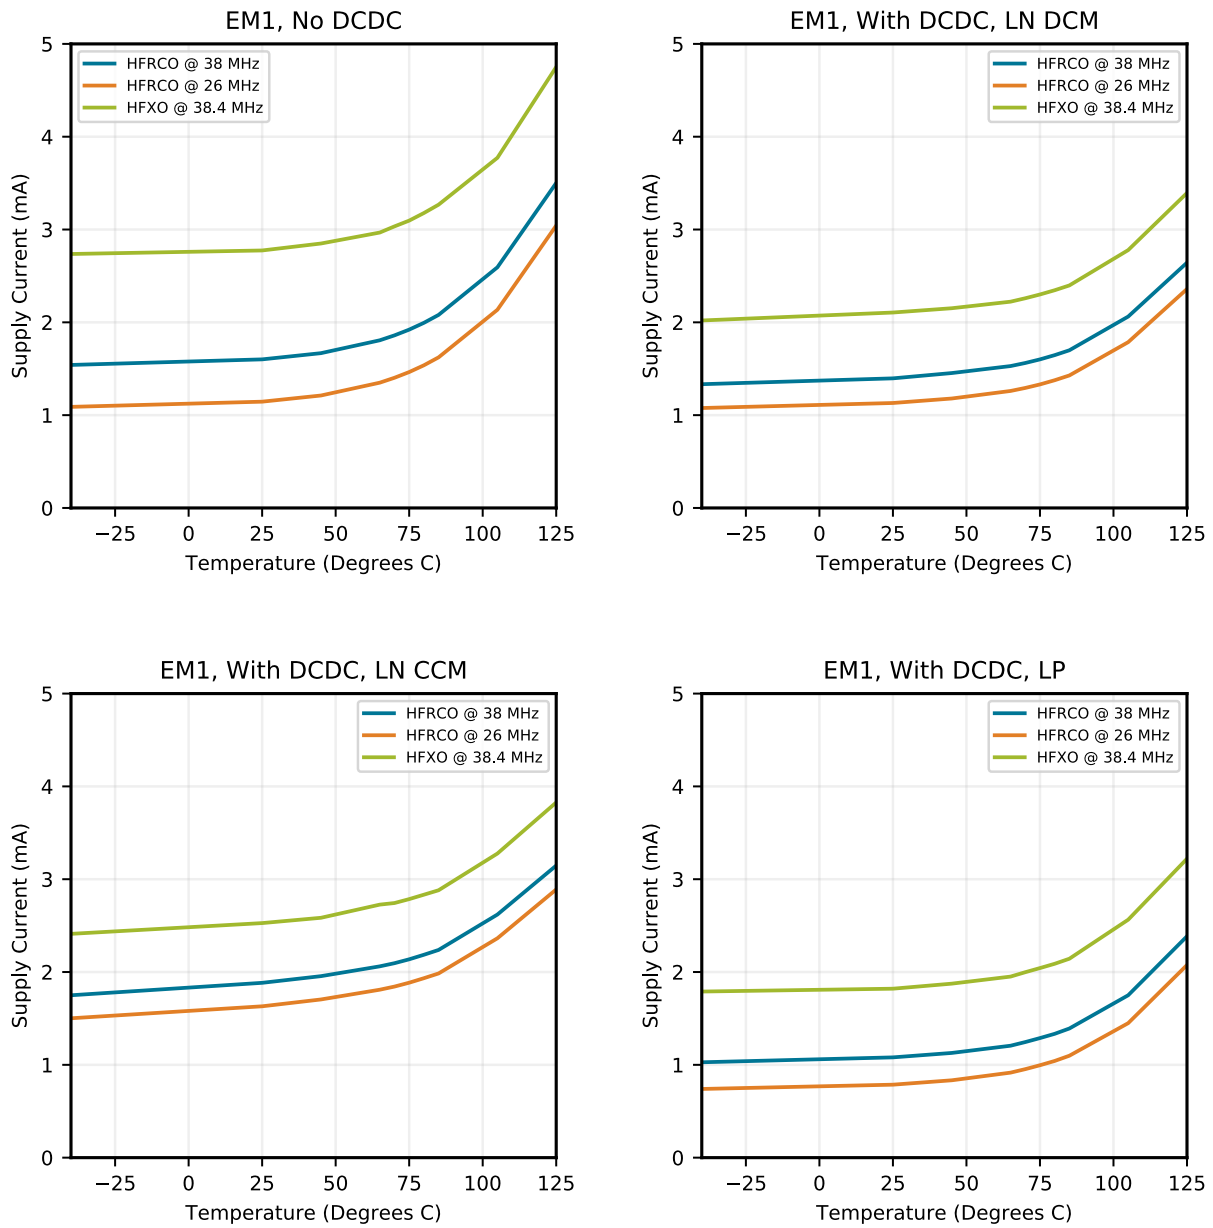 EM1, No DCDC
5
4
3
2
1
0
Supply Current (mA)
HFRCO @ 38 MHz
HFRCO @ 26 MHz
HFXO @ 38.4 MHz
−25 0 25 50 75 100 125
Temperature (Degrees C)
EM1, With DCDC, LN DCM
5
4
3
2
1
0
Supply Current (mA)
HFRCO @ 38 MHz
HFRCO @ 26 MHz
HFXO @ 38.4 MHz
−25 0 25 50 75 100 125
Temperature (Degrees C)
EM1, With DCDC, LN CCM
5
4
3
2
1
0
Supply Current (mA)
HFRCO @ 38 MHz
HFRCO @ 26 MHz
HFXO @ 38.4 MHz
−25 0 25 50 75 100 125
Temperature (Degrees C)
EM1, With DCDC, LP
5
4
3
2
1
0
Supply Current (mA)
HFRCO @ 38 MHz
HFRCO @ 26 MHz
HFXO @ 38.4 MHz
−25 0 25 50 75 100 125
Temperature (Degrees C)